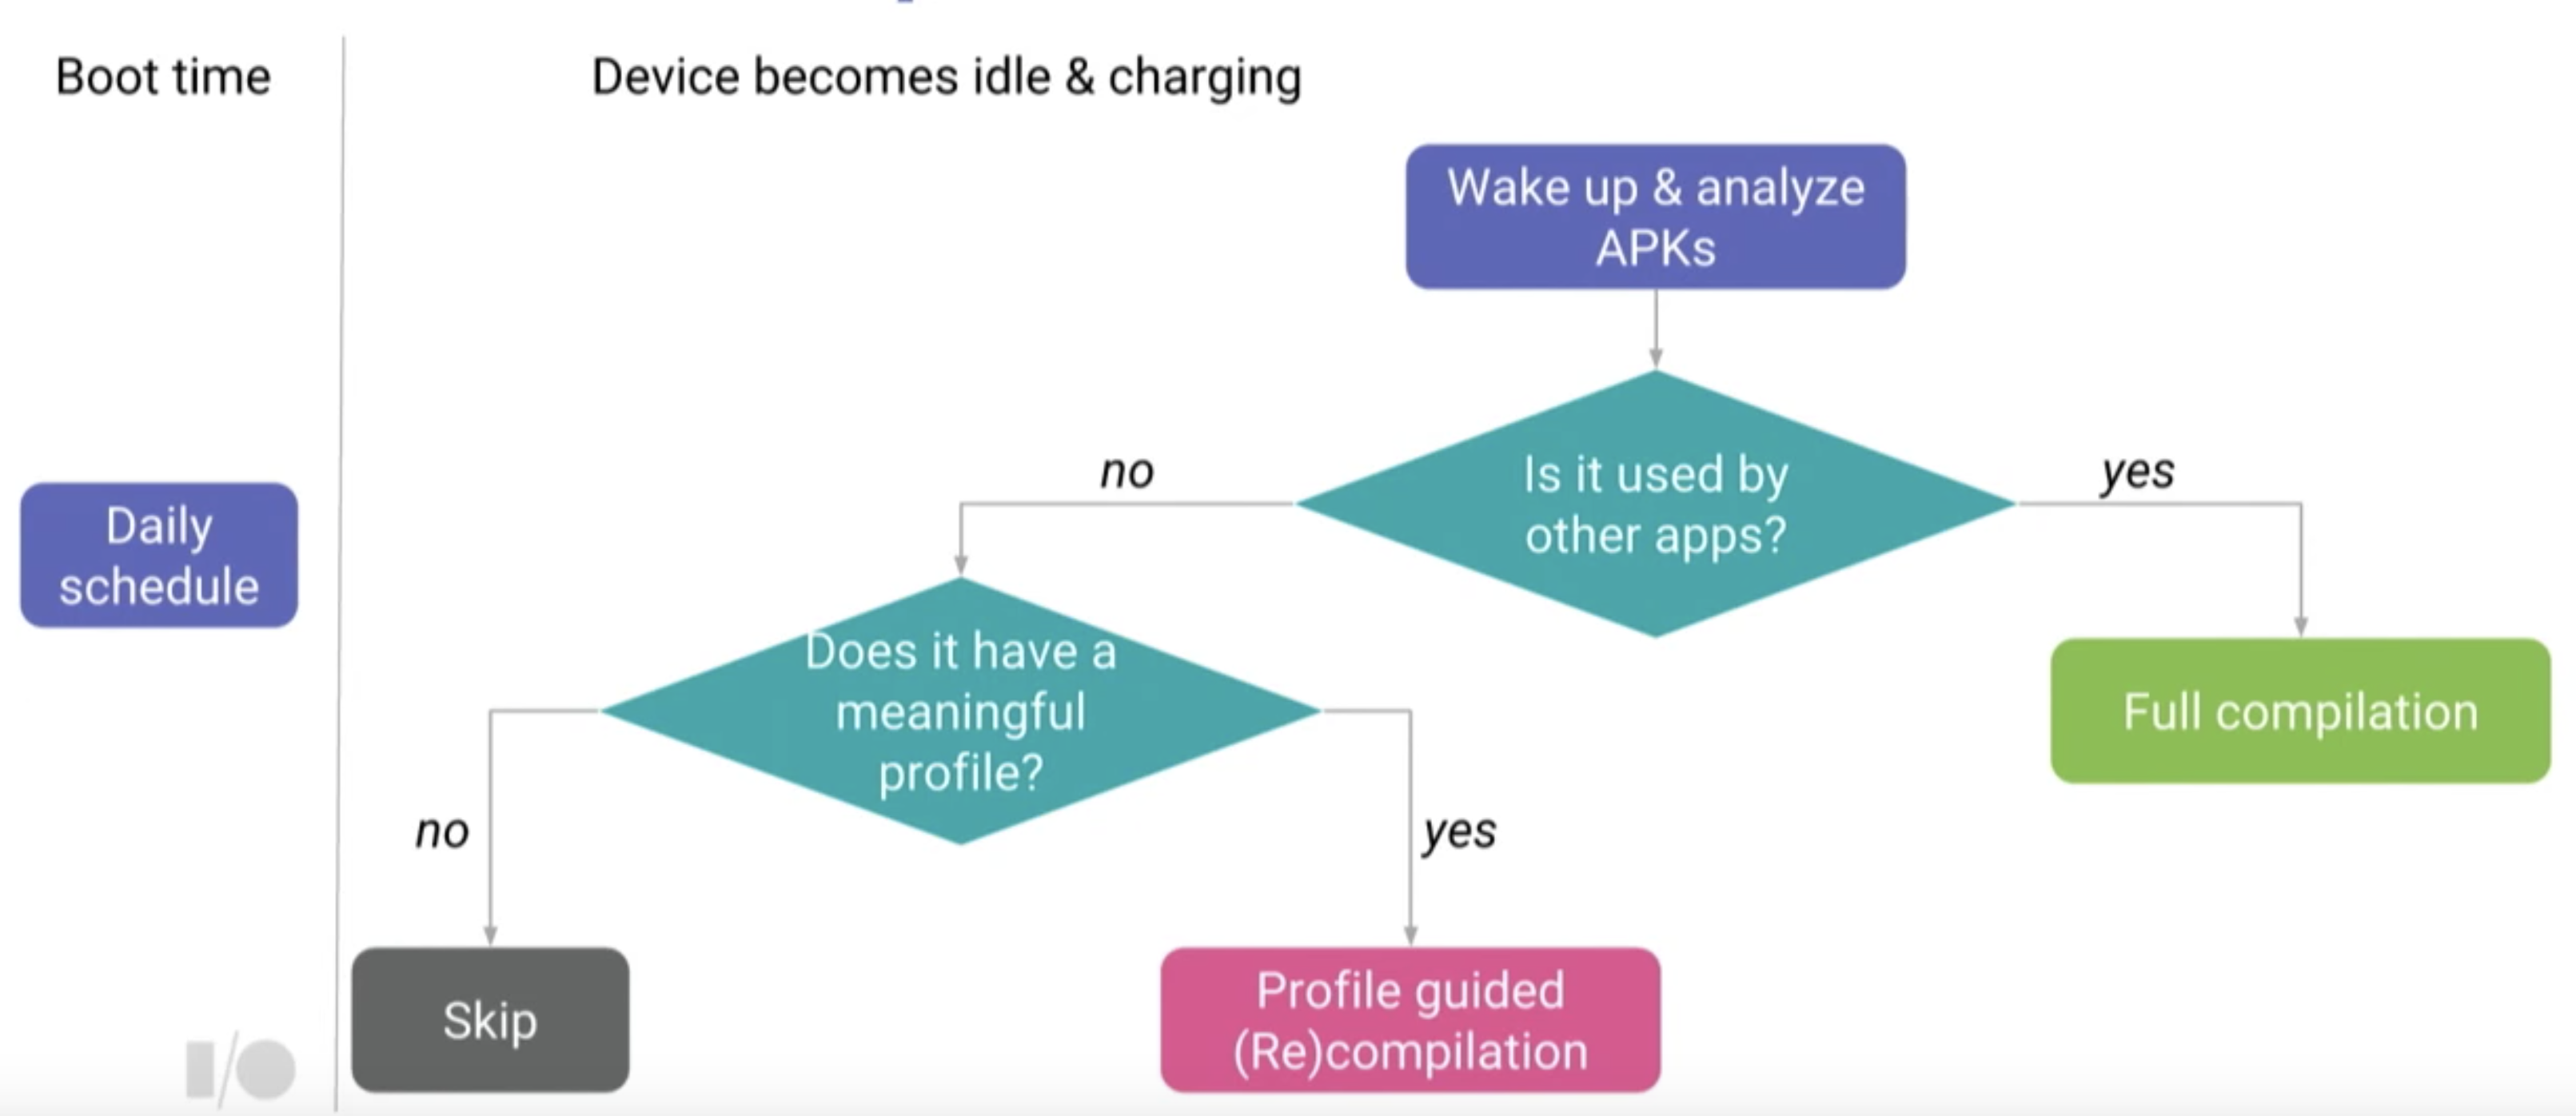 Boot time
Device becomes idle & charging
Wake up & analyze
APKs
Is it used by
other apps?
no
yes
Daily
schedule
Does it have a
meaningful
profile?
Full compilation
no
yes
Skip
Profile guided
(Re)compilation
I/O